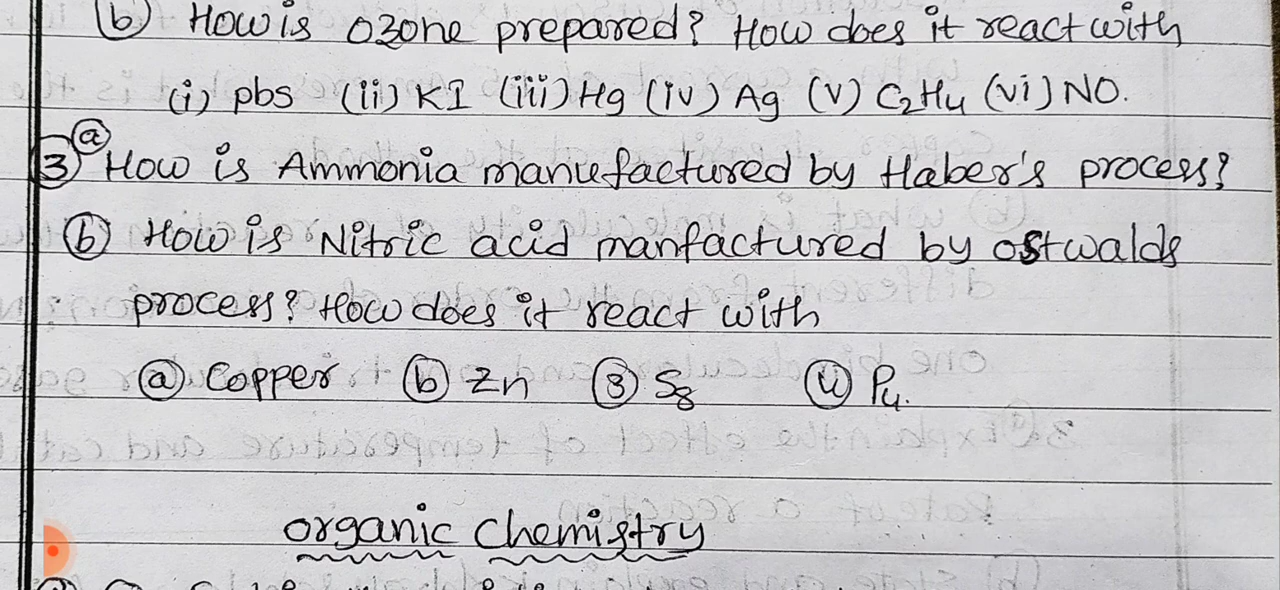 (b) How is ozone prepared? How does it react with
(i) pbs (ii) KI (iii) Hg (iv) Ag (v) C₂H₄ (vi) NO.
3) (a) How is Ammonia manufactured by Haber's process?
(b) How is Nitric acid manfactured by ostwalds
process? How does it react with
(a) Copper (b) Zn (3) S₈ (4) P₄.
organic chemistry